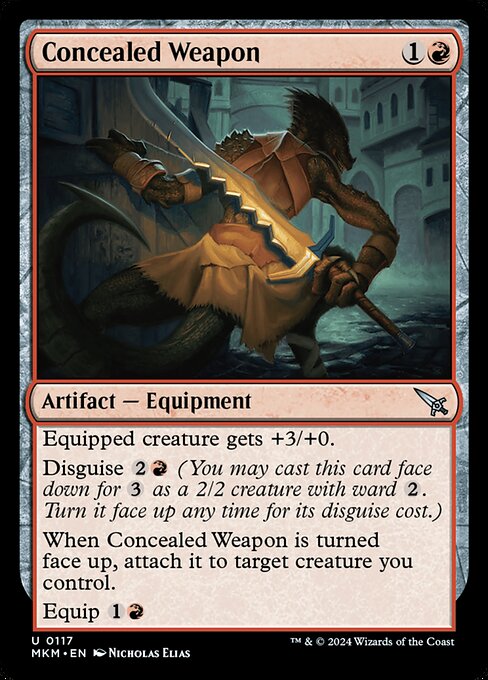 Concealed Weapon 1
Artifact — Equipment
Equipped creature gets +3/+0.
Disguise 2 (You may cast this card face
down for 3 as a 2/2 creature with ward 2.
Turn it face up any time for its disguise cost.)
When Concealed Weapon is turned
face up, attach it to target creature you
control.
Equip 1
U 0117
MKM • EN Nicholas Elias
™ & © 2024 Wizards of the Coast